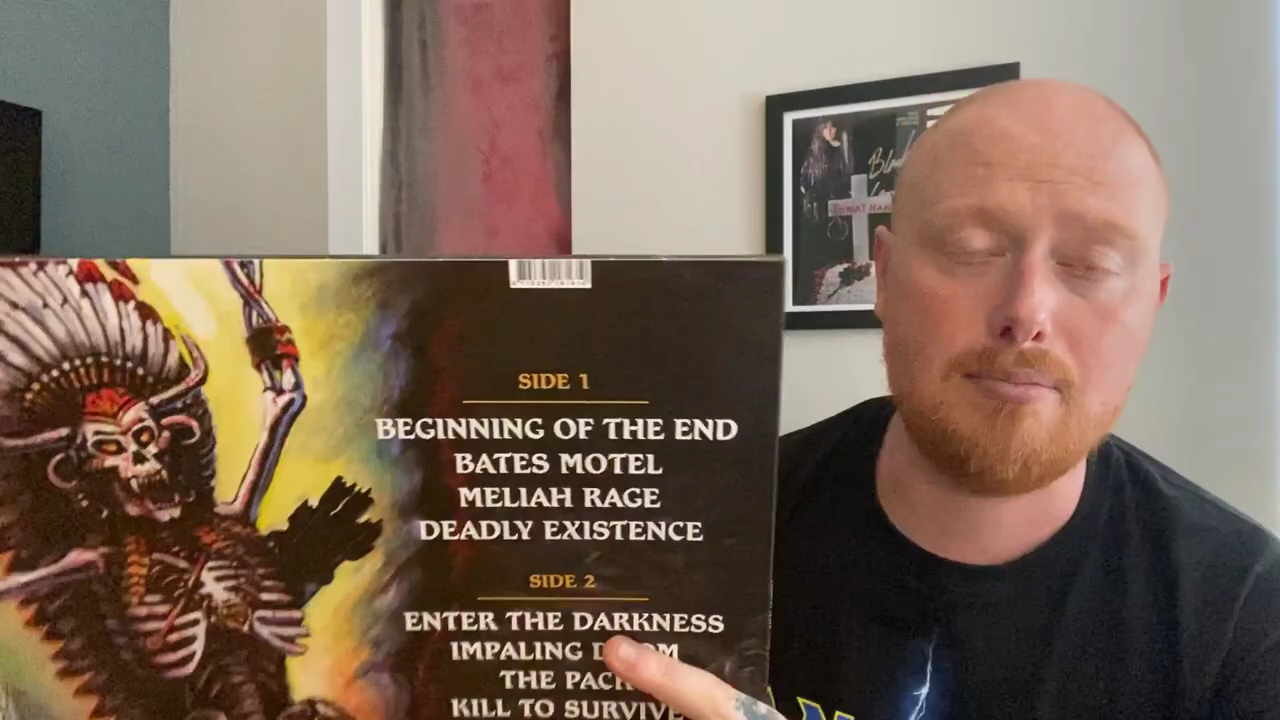 SIDE 1
BEGINNING OF THE END
BATES MOTEL
MELIAH RAGE
DEADLY EXISTENCE
SIDE 2
ENTER THE DARKNESS
IMPALING
THE PACK
KILL TO SURVIVE